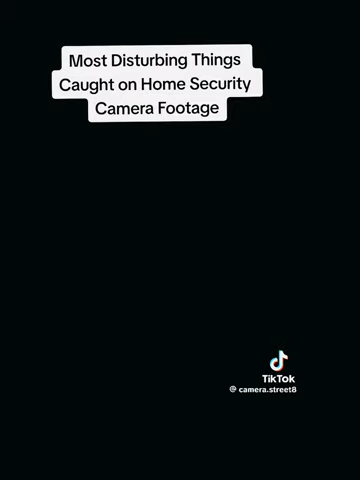 Most Disturbing Things
Caught on Home Security
Camera Footage
TikTok
@ camera.street8